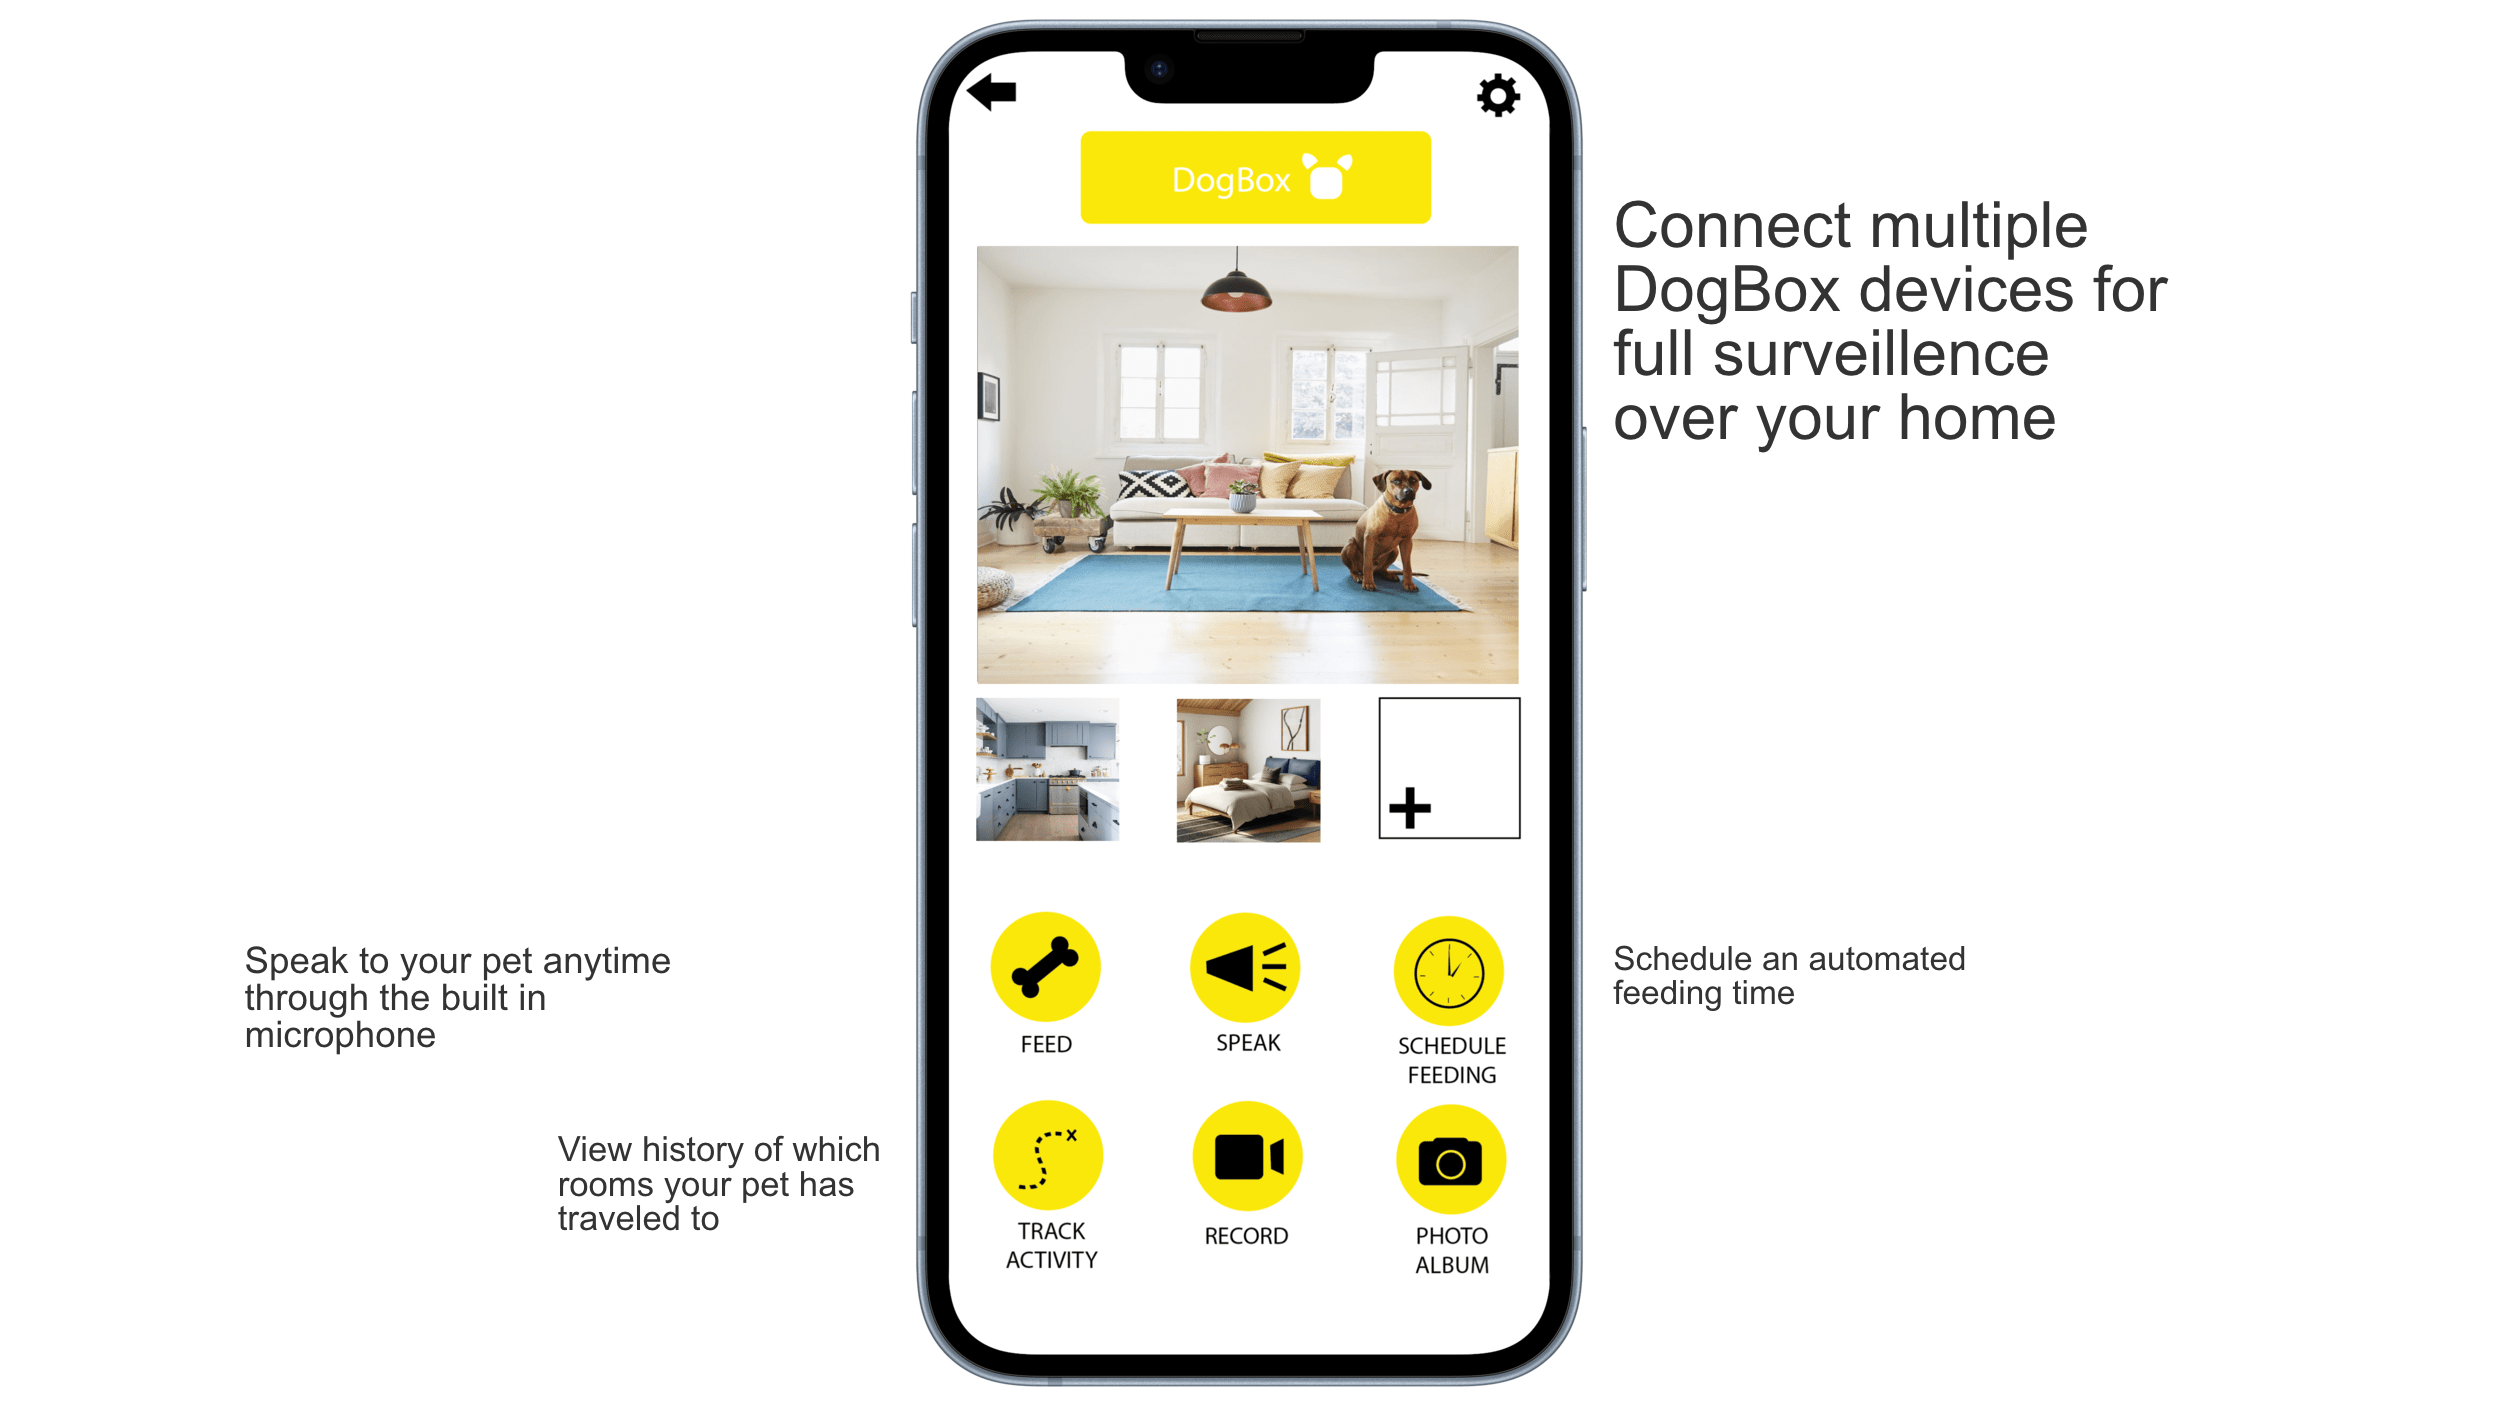 DogBox
Connect multiple
DogBox devices for
full surveillence
over your home
Speak to your pet anytime
through the built in
microphone
Schedule an automated
feeding time
FEED
SPEAK
SCHEDULE
FEEDING
View history of which
rooms your pet has
traveled to
TRACK
ACTIVITY
RECORD
PHOTO
ALBUM